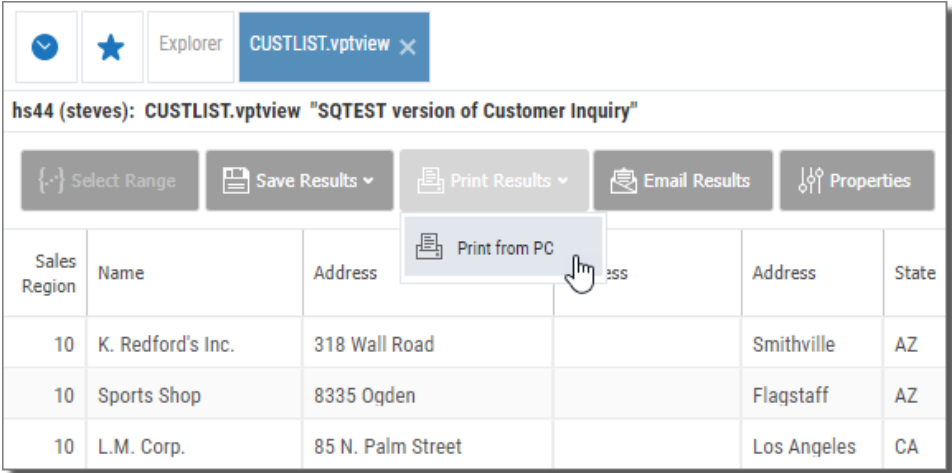 Explorer CUSTLIST.vptview
hs44 (steves): CUSTLIST.vptview "SQTEST version of Customer Inquiry"
Select Range Save Results Print Results Email Results Properties
Print from PC
Sales Region Name Address ess Address State
10 K. Redford's Inc. 318 Wall Road Smithville AZ
10 Sports Shop 8335 Ogden Flagstaff AZ
10 L.M. Corp. 85 N. Palm Street Los Angeles CA